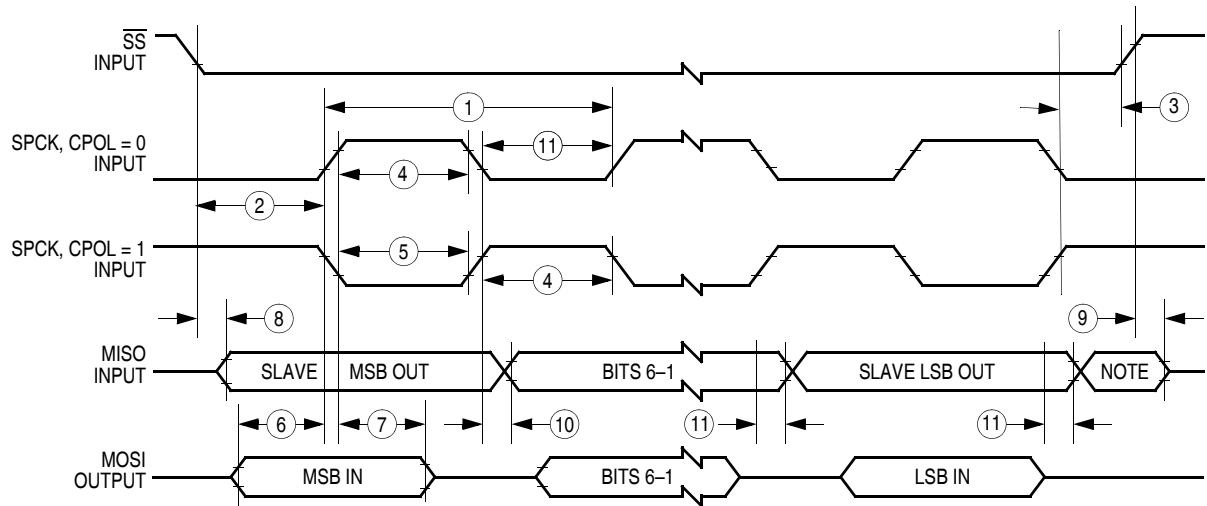 SS
INPUT
1
3
SPCK, CPOL = 0
INPUT
11
4
2
SPCK, CPOL = 1
INPUT
5
4
8
9
MISO
INPUT
SLAVE MSB OUT
BITS 6–1
SLAVE LSB OUT
NOTE
6
7
10
11
11
MOSI
OUTPUT
MSB IN
BITS 6–1
LSB IN